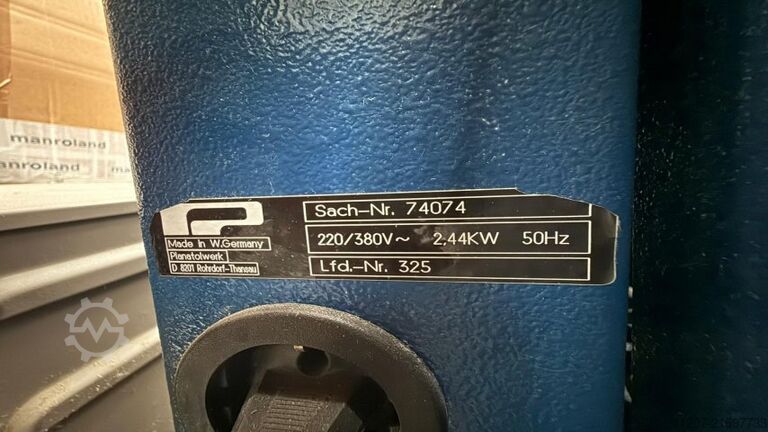 manroland
Sach-Nr. 74074
220/380V~ 2,44KW 50Hz
Lfd.-Nr. 325
Made in W.Germany
Planatolwerk
D 8201 Rohrdorf-Thansau